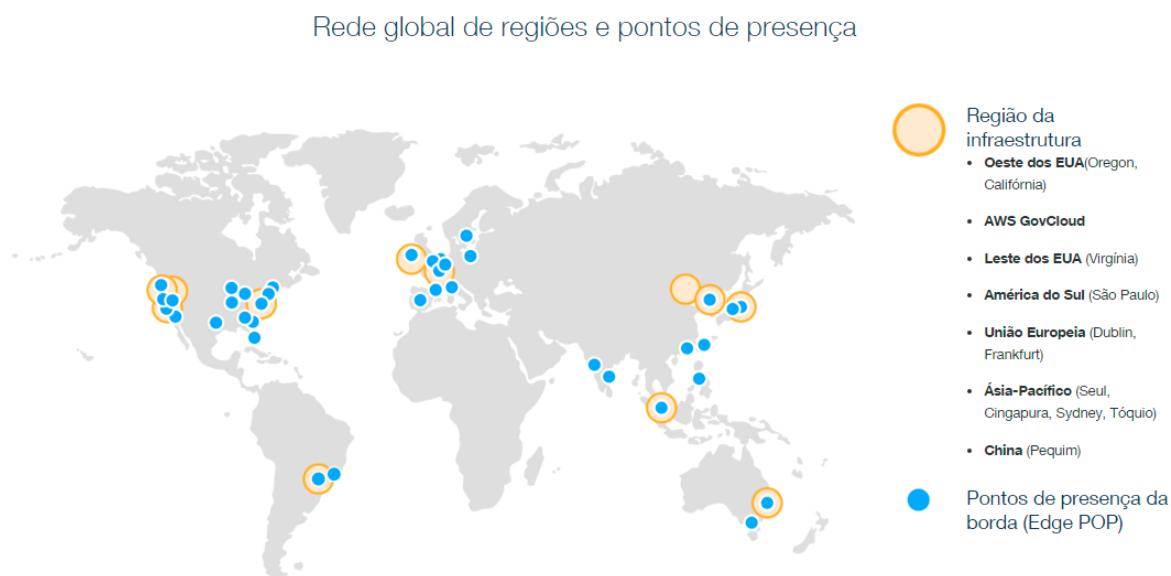 Rede global de regiões e pontos de presença
Região da
infraestrutura
• Oeste dos EUA(Oregon,
Califórnia)
• AWS GovCloud
• Leste dos EUA (Virgínia)
• América do Sul (São Paulo)
• União Europeia (Dublin,
Frankfurt)
• Ásia-Pacífico (Seul,
Cingapura, Sydney, Tóquio)
• China (Pequim)
Pontos de presença da
borda (Edge POP)